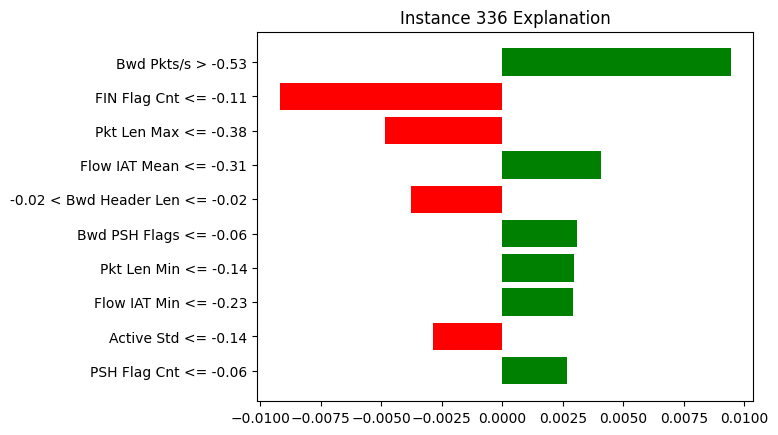 Instance 336 Explanation
Bwd Pkts/s > -0.53
FIN Flag Cnt <= -0.11
Pkt Len Max <= -0.38
Flow IAT Mean <= -0.31
-0.02 < Bwd Header Len <= -0.02
Bwd PSH Flags <= -0.06
Pkt Len Min <= -0.14
Flow IAT Min <= -0.23
Active Std <= -0.14
PSH Flag Cnt <= -0.06
−0.0100 −0.0075 −0.0050 −0.0025 0.0000 0.0025 0.0050 0.0075 0.0100